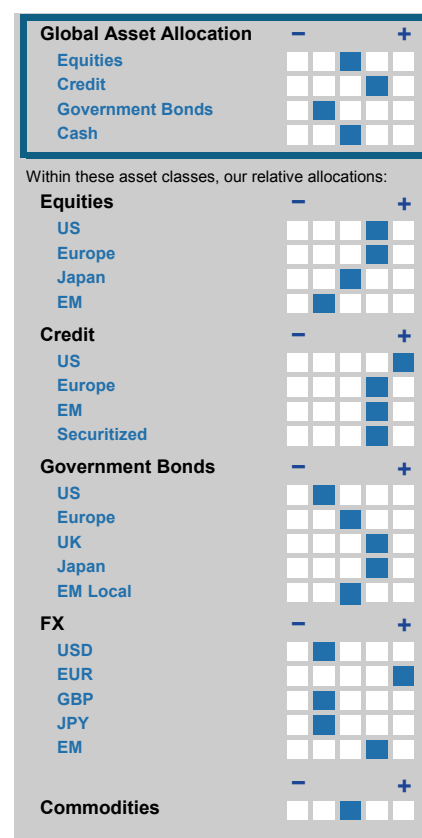 Global Asset Allocation − +
Equities
Credit
Government Bonds
Cash
Within these asset classes, our relative allocations:
Equities − +
US
Europe
Japan
EM
Credit − +
US
Europe
EM
Securitized
Government Bonds − +
US
Europe
UK
Japan
EM Local
FX − +
USD
EUR
GBP
JPY
EM
− +
Commodities